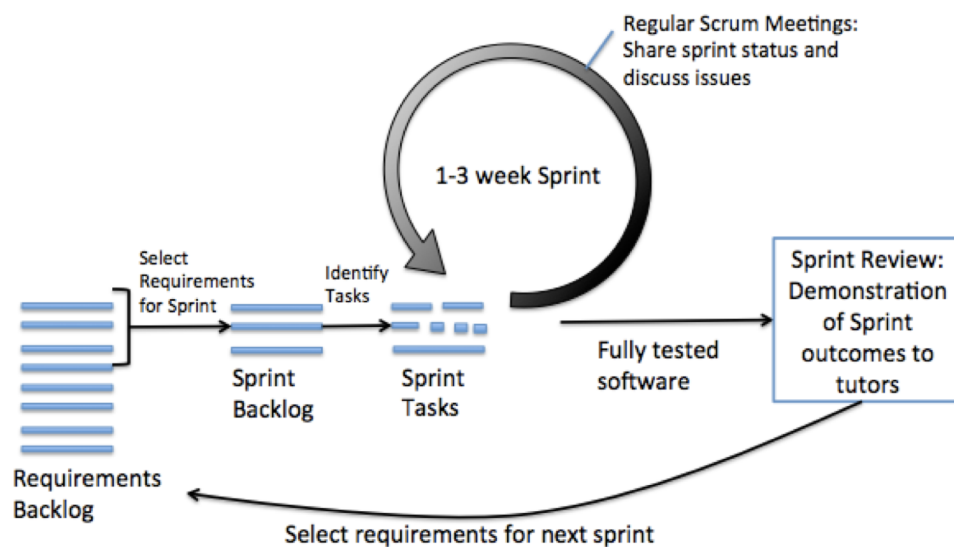 Regular Scrum Meetings:
Share sprint status and
discuss issues
1-3 week Sprint
Select
Requirements
for Sprint
Identify
Tasks
Sprint Review:
Demonstration
of Sprint
outcomes to
tutors
Fully tested
software
Sprint
Backlog
Sprint
Tasks
Requirements
Backlog
Select requirements for next sprint